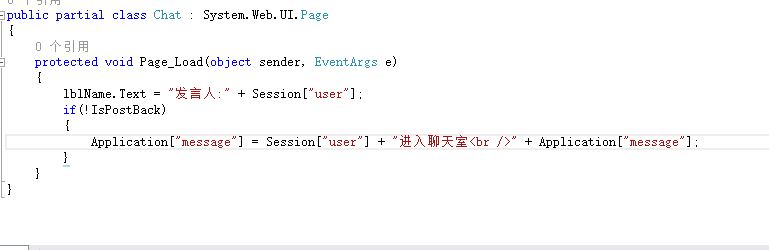 0 个引用
public partial class Chat : System.Web.UI.Page
{
0 个引用
protected void Page_Load(object sender, EventArgs e)
{
lblName.Text = "发言人:" + Session["user"];
if(!IsPostBack)
{
Application["message"] = Session["user"] + "进入聊天室<br />" + Application["message"];
}
}
}